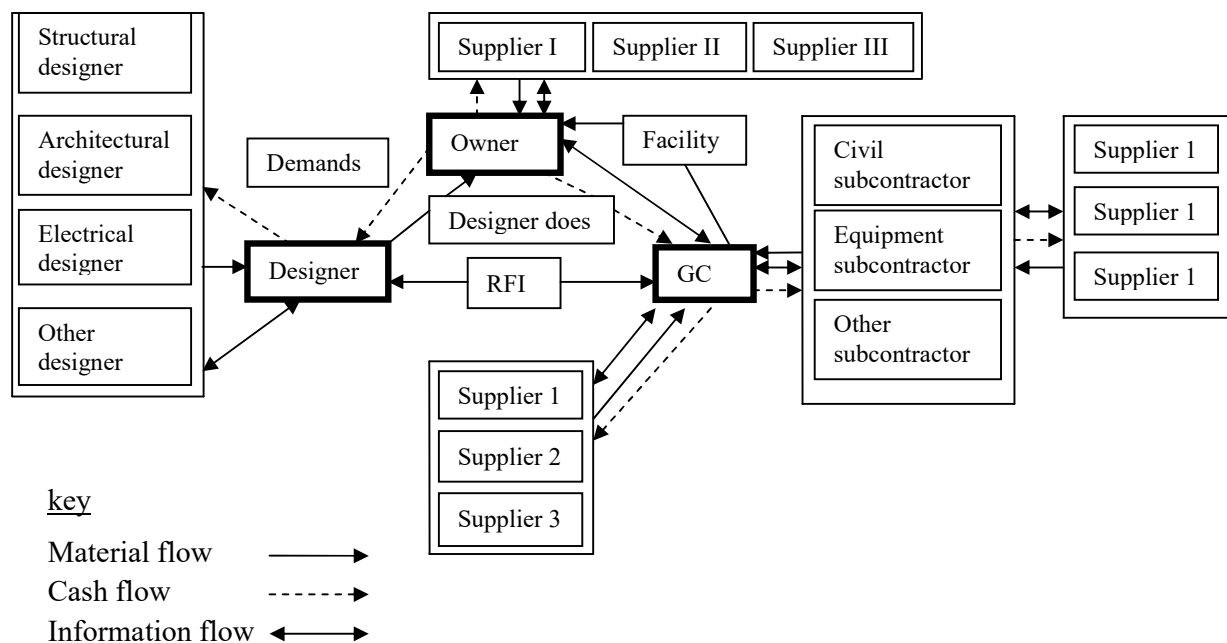 Structural
designer
Architectural
designer
Electrical
designer
Other
designer
Supplier I
Supplier II
Supplier III
Owner
Demands
Facility
Designer does
Designer
RFI
GC
Civil
subcontractor
Equipment
subcontractor
Other
subcontractor
Supplier 1
Supplier 1
Supplier 1
Supplier 1
Supplier 2
Supplier 3
key
Material flow
Cash flow
Information flow